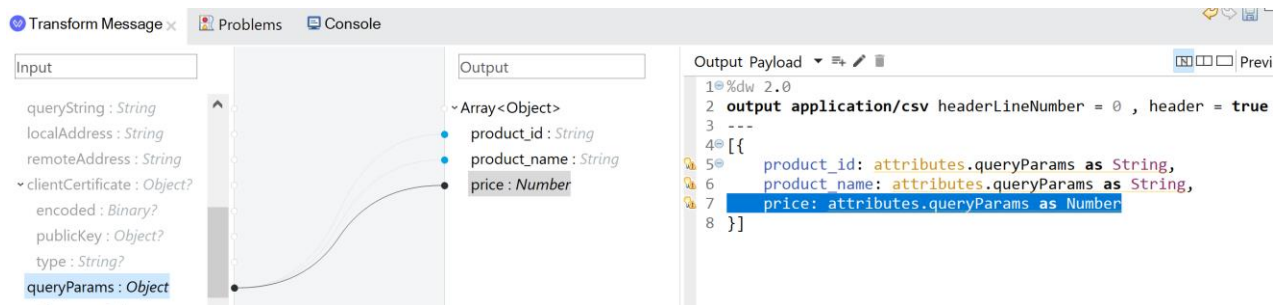 Transform Message Problems Console
Input
queryString : String
localAddress : String
remoteAddress : String
clientCertificate : Object?
encoded : Binary?
publicKey : Object?
type : String?
queryParams : Object
Output
Array<Object>
product_id : String
product_name : String
price : Number
Output Payload Previ
1 %dw 2.0
2 output application/csv headerLineNumber = 0 , header = true
3 ---
4 [{
5 product_id: attributes.queryParams as String,
6 product_name: attributes.queryParams as String,
7 price: attributes.queryParams as Number
8 }]